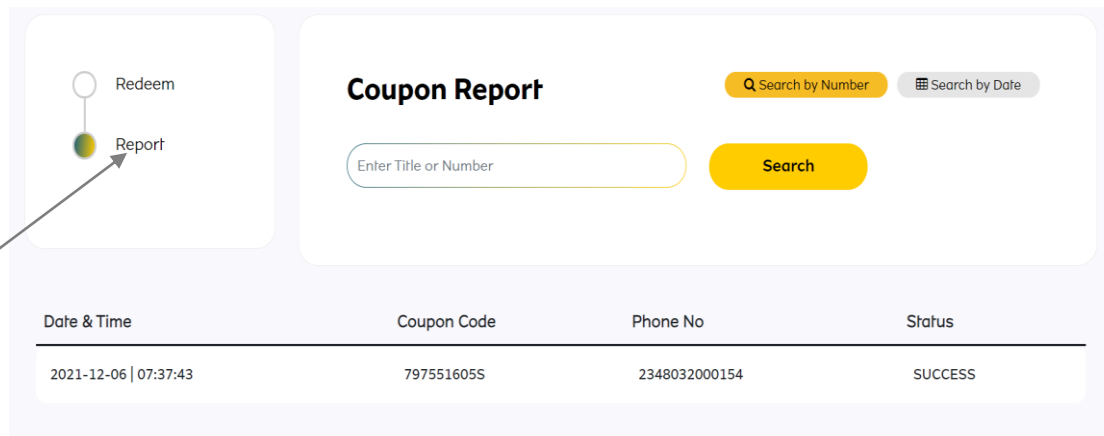 Redeem
Report
Coupon Report
Search by Number
Search by Date
Enter Title or Number
Search
Date & Time Coupon Code Phone No Status
2021-12-06 | 07:37:43 797551605S 2348032000154 SUCCESS